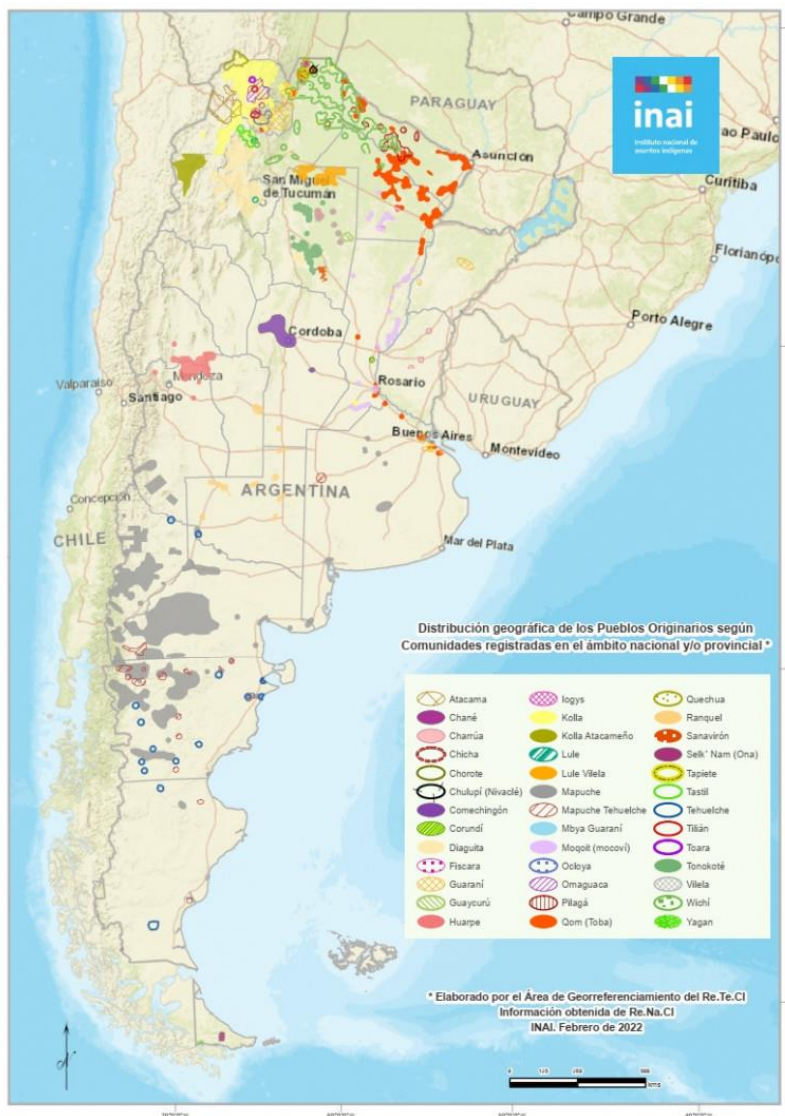 Campo Grande
PARAGUAY
ao Paulo
Asunción
inai
Instituto nacional de
asuntos indígenas
San Miguel
de Tucumán
Curitiba
Florianópo
Cordoba
Porto Alegre
Mendoza
Valparaíso
Santiago
Rosario
URUGUAY
Buenos Aires
Montevideo
Concepción
ARGENTINA
CHILE
Mar del Plata
Distribución geográfica de los Pueblos Originarios según
Comunidades registradas en el ámbito nacional y/o provincial *
Atacama
Chané
Charrúa
Chicha
Chorote
Chulupí (Nivaclé)
Comechingón
Corundí
Diaguita
Fiscara
Guaraní
Guaycurú
Huarpe
Iogys
Kolla
Kolla Atacameño
Lule
Lule Vilela
Mapuche
Mapuche Tehuelche
Mbya Guaraní
Moqoit (mocoví)
Ocloya
Omaguaca
Pilagá
Qom (Toba)
Quechua
Ranquel
Sanavirón
Selk' Nam (Ona)
Tapiete
Tastil
Tehuelche
Tilián
Toara
Tonokoté
Vilela
Wichí
Yagan
* Elaborado por el Área de Georreferenciamiento del Re.Te.CI
Información obtenida de Re.Na.CI
INAI. Febrero de 2022
N
0
kms